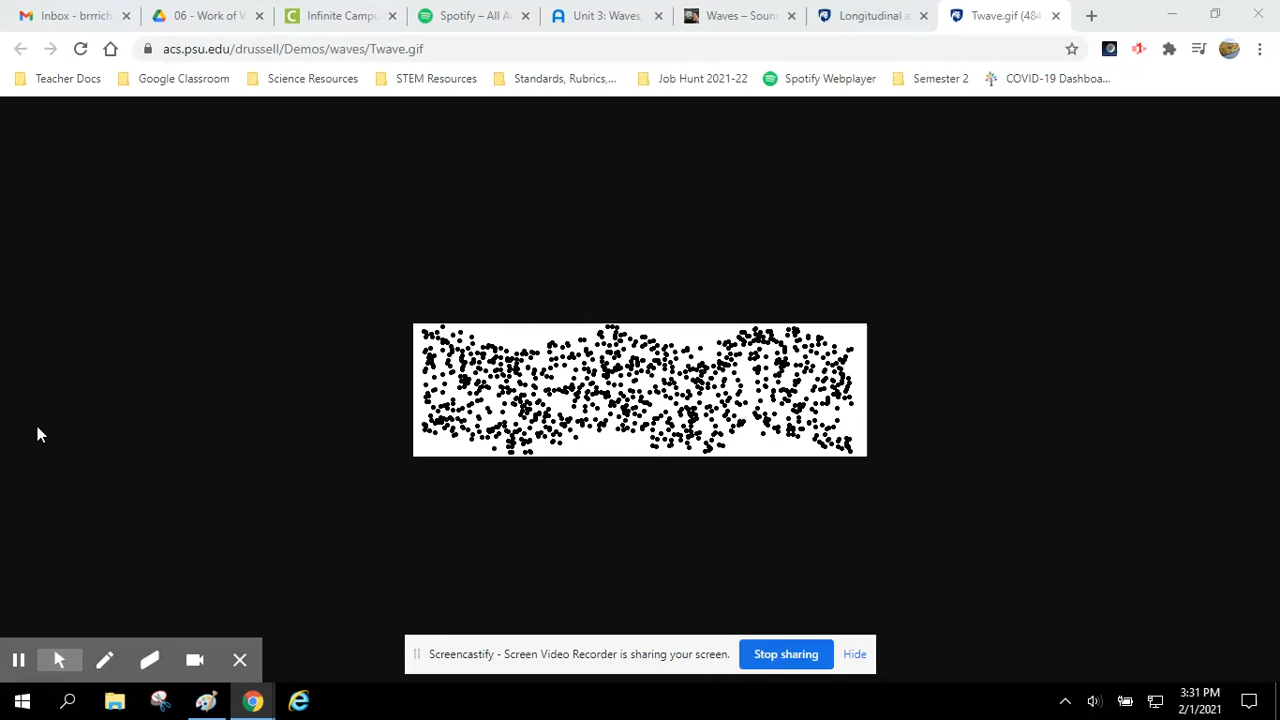 Inbox - brrich
06 - Work of W
Infinite Campu
Spotify – All A
Unit 3: Waves,
Waves – Soun
Longitudinal a
Twave.gif (484
acs.psu.edu/drussell/Demos/waves/Twave.gif
Teacher Docs
Google Classroom
Science Resources
STEM Resources
Standards, Rubrics,...
Job Hunt 2021-22
Spotify Webplayer
Semester 2
COVID-19 Dashboa...
Screencastify - Screen Video Recorder is sharing your screen.
Stop sharing
Hide
3:31 PM
2/1/2021